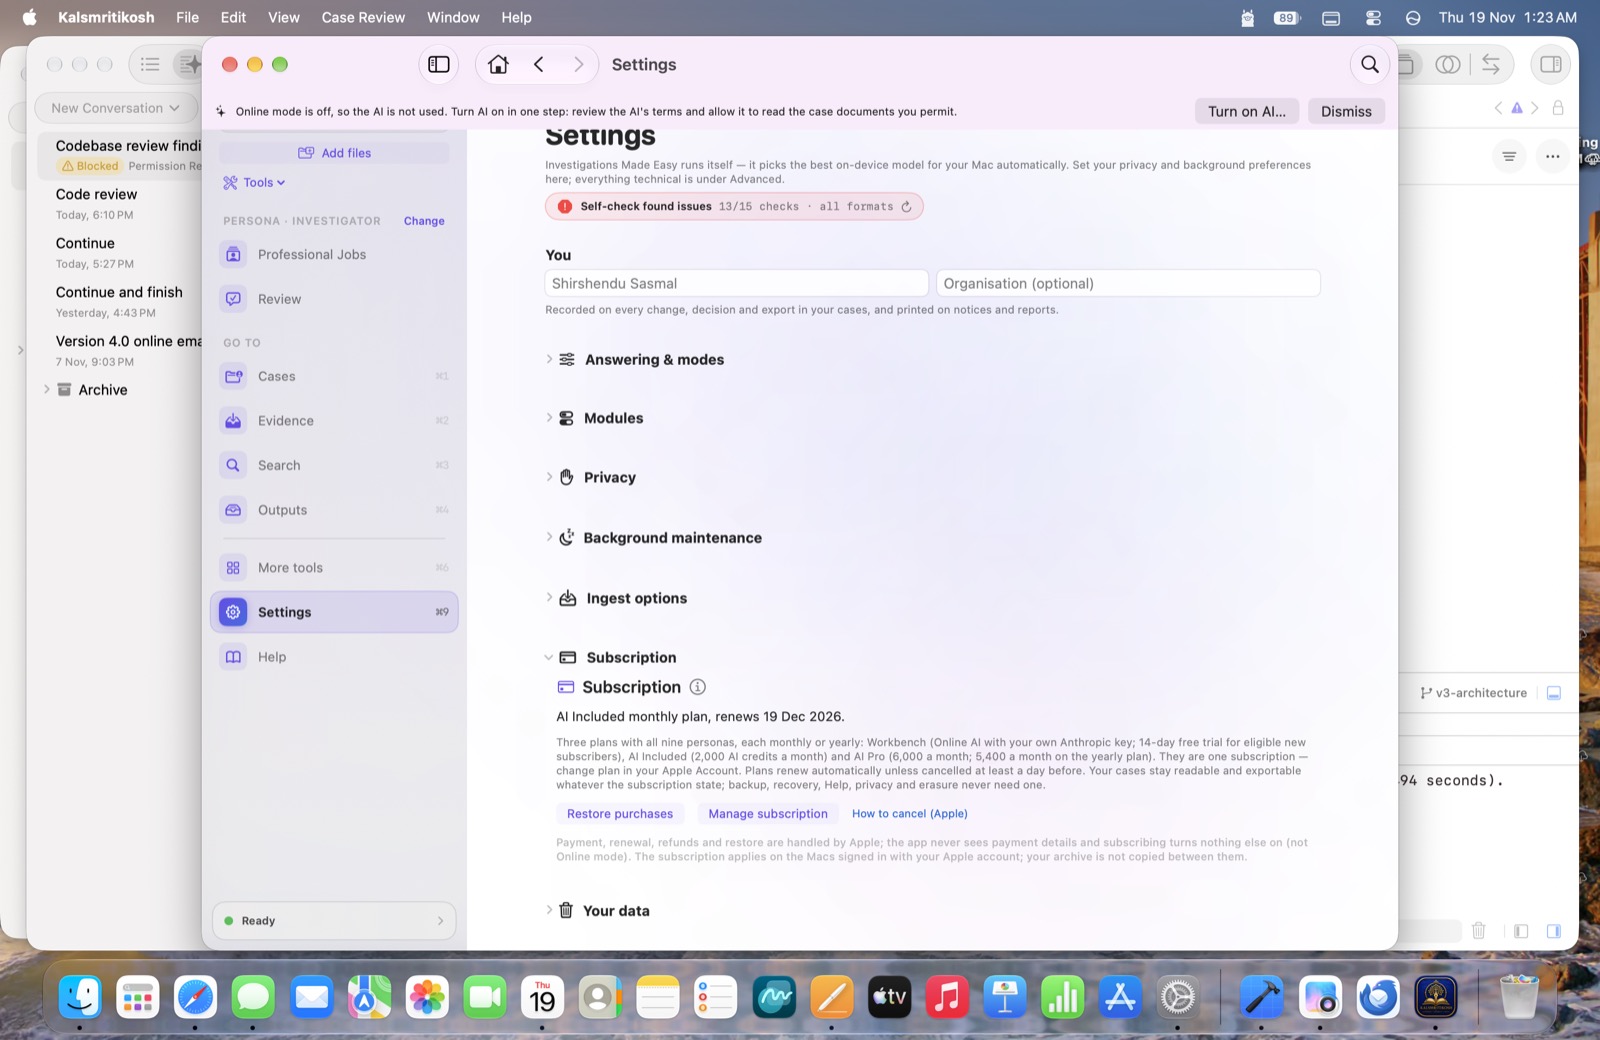 Kalsmritikosh File Edit View Case Review Window Help
89
Thu 19 Nov 1:23 AM
New Conversation
Codebase review findi
Blocked Permission Re
Code review
Today, 6:10 PM
Continue
Today, 5:27 PM
Continue and finish
Yesterday, 4:43 PM
Version 4.0 online ema
7 Nov, 9:03 PM
Archive
Settings
Online mode is off, so the AI is not used. Turn AI on in one step: review the AI's terms and allow it to read the case documents you permit.
Turn on AI...
Dismiss
Add files
Tools
PERSONA · INVESTIGATOR Change
Professional Jobs
Review
GO TO
Cases ⌘1
Evidence ⌘2
Search ⌘3
Outputs ⌘4
More tools ⌘6
Settings ⌘9
Help
Ready
Settings
Investigations Made Easy runs itself — it picks the best on-device model for your Mac automatically. Set your privacy and background preferences
here; everything technical is under Advanced.
Self-check found issues 13/15 checks · all formats
You
Shirshendu Sasmal
Organisation (optional)
Recorded on every change, decision and export in your cases, and printed on notices and reports.
Answering & modes
Modules
Privacy
Background maintenance
Ingest options
Subscription
Subscription
AI Included monthly plan, renews 19 Dec 2026.
Three plans with all nine personas, each monthly or yearly: Workbench (Online AI with your own Anthropic key; 14-day free trial for eligible new
subscribers), AI Included (2,000 AI credits a month) and AI Pro (6,000 a month; 5,400 a month on the yearly plan). They are one subscription —
change plan in your Apple Account. Plans renew automatically unless cancelled at least a day before. Your cases stay readable and exportable
whatever the subscription state; backup, recovery, Help, privacy and erasure never need one.
Restore purchases
Manage subscription
How to cancel (Apple)
Payment, renewal, refunds and restore are handled by Apple; the app never sees payment details and subscribing turns nothing else on (not
Online mode). The subscription applies on the Macs signed in with your Apple account; your archive is not copied between them.
Your data
v3-architecture
94 seconds).
Thu
19
tv